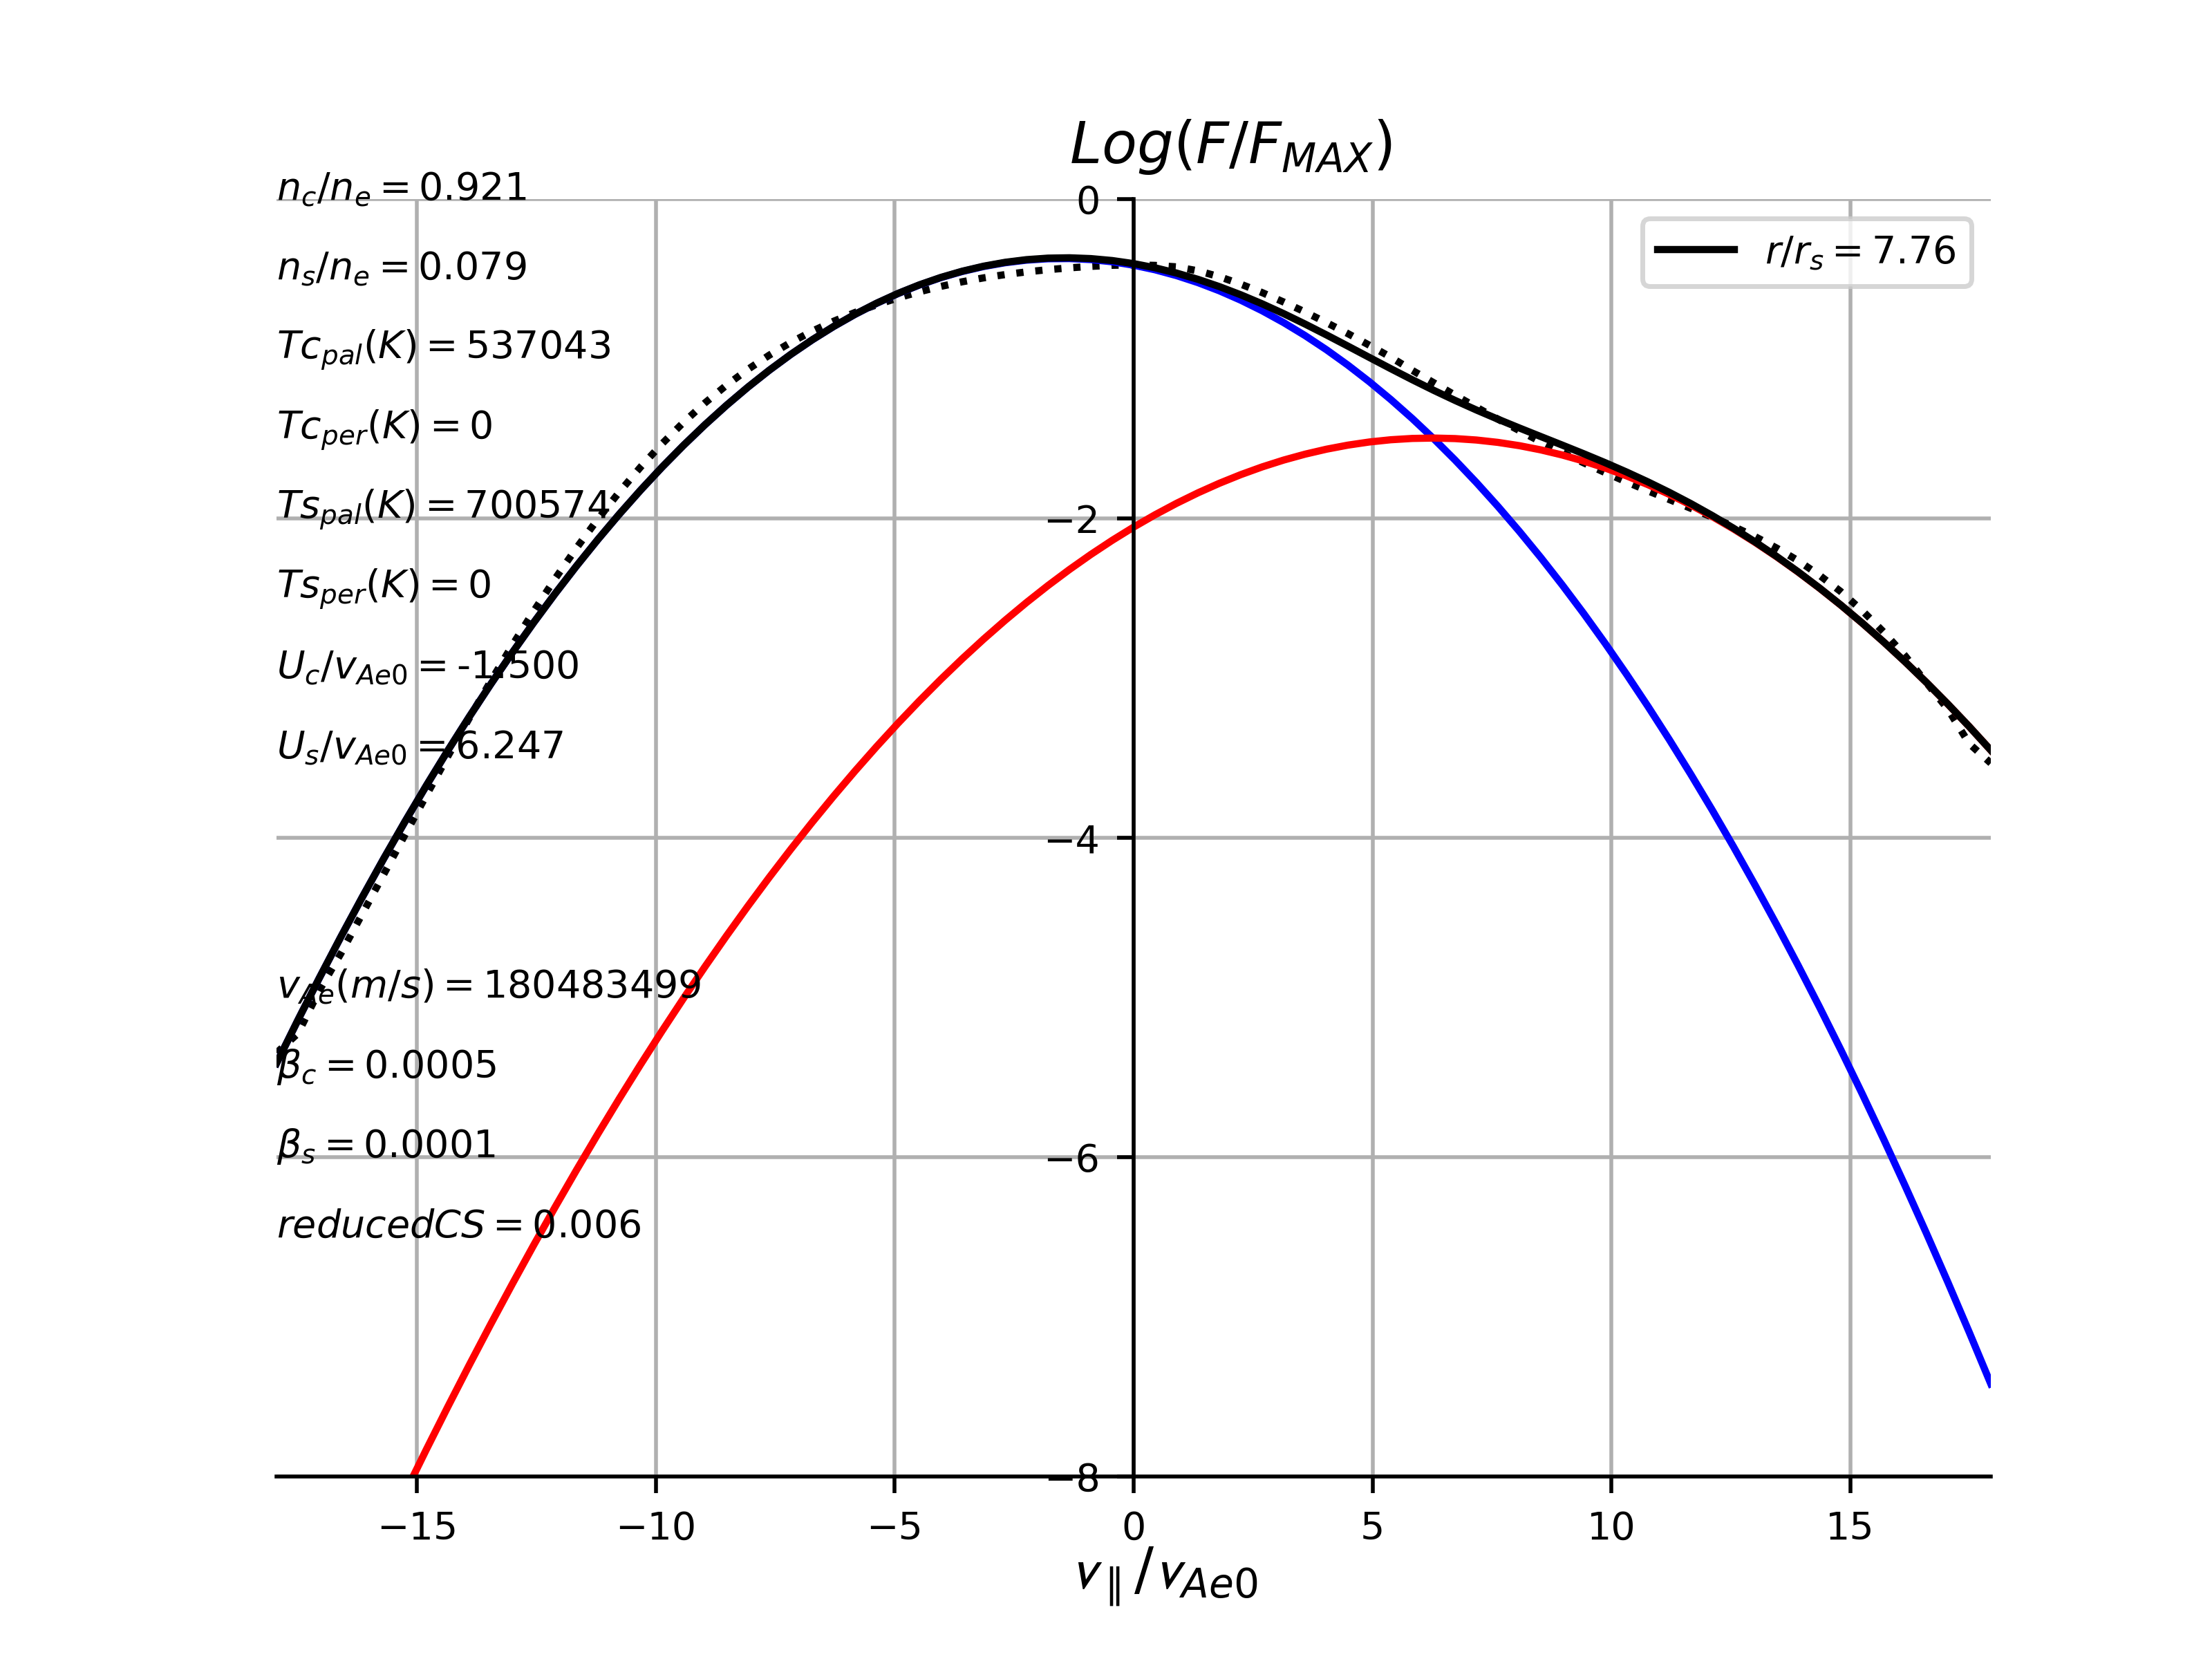 Log(F/F_MAX)
n_c/n_e = 0.921
n_s/n_e = 0.079
Tc_pal(K) = 537043
Tc_per(K) = 0
Ts_pal(K) = 700574
Ts_per(K) = 0
U_c/v_Ae0 = -1.500
U_s/v_Ae0 = 6.247
v_Ae(m/s) = 180483499
β_c = 0.0005
β_s = 0.0001
reducedCS = 0.006
r/r_s = 7.76
0
−2
−4
−6
−8
−15 −10 −5 0 5 10 15
v_∥/v_Ae0